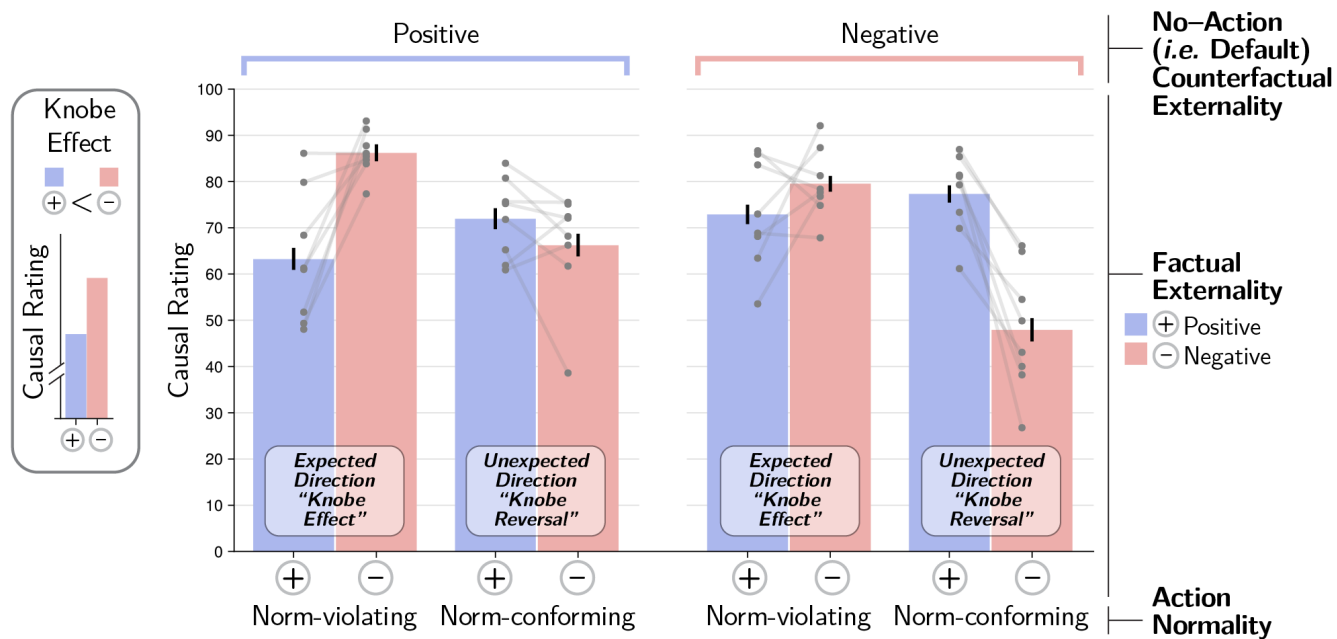 Positive
Negative
No–Action
(i.e. Default)
Counterfactual
Externality
Knobe
Effect
+ < −
Causal Rating
+ −
Causal Rating
100
90
80
70
60
50
40
30
20
10
0
Expected
Direction
“Knobe
Effect”
Unexpected
Direction
“Knobe
Reversal”
Expected
Direction
“Knobe
Effect”
Unexpected
Direction
“Knobe
Reversal”
+ − + − + − + −
Norm-violating
Norm-conforming
Norm-violating
Norm-conforming
Factual
Externality
+ Positive
− Negative
Action
Normality